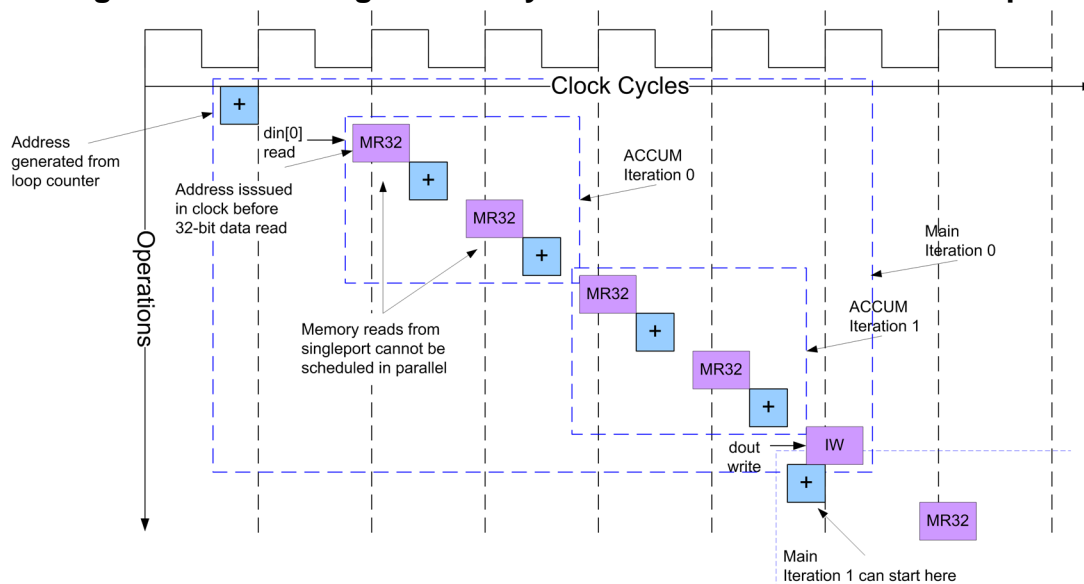 Clock Cycles
+
Address
generated from
loop counter
din[0]
read
MR32
ACCUM
Iteration 0
Address isssued
in clock before
32-bit data read
+
MR32
Operations
Main
Iteration 0
+
MR32
ACCUM
Iteration 1
Memory reads from
singleport cannot be
scheduled in parallel
+
MR32
+
dout
write
IW
+
MR32
Main
Iteration 1 can start here